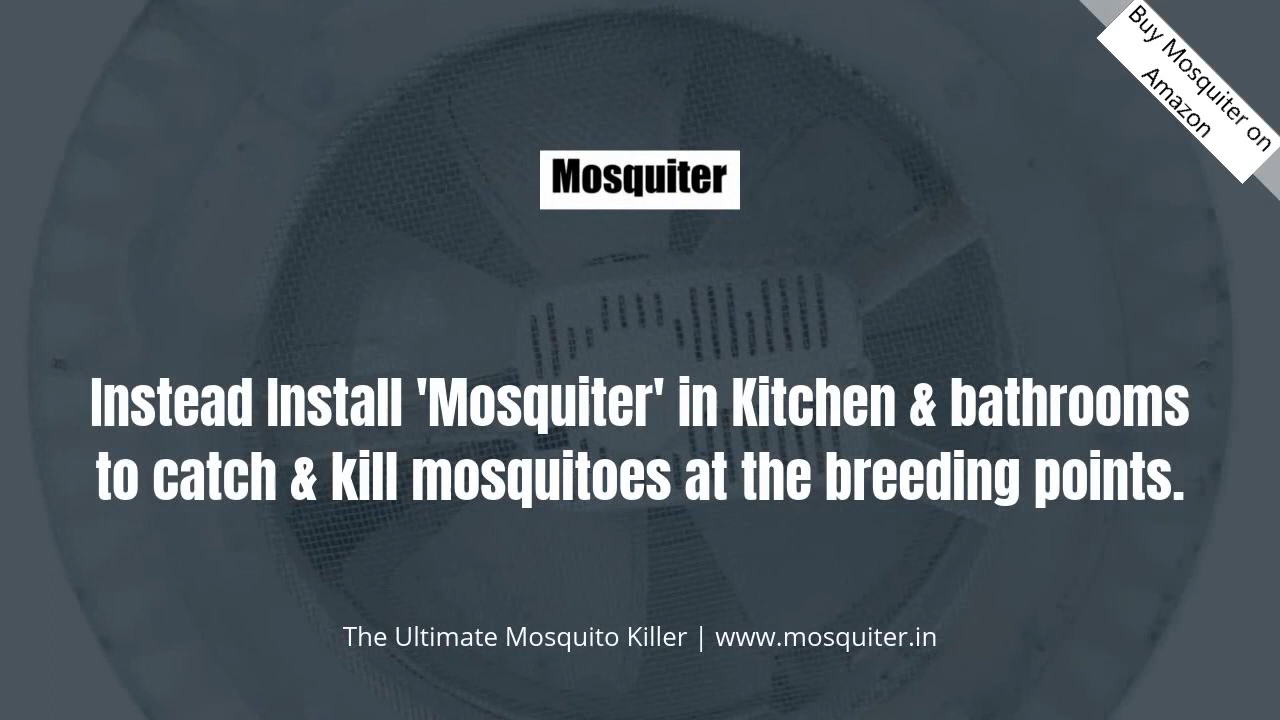 Buy Mosquiter on
Amazon
Mosquiter
Instead Install 'Mosquiter' in Kitchen & bathrooms
to catch & kill mosquitoes at the breeding points.
The Ultimate Mosquito Killer | www.mosquiter.in